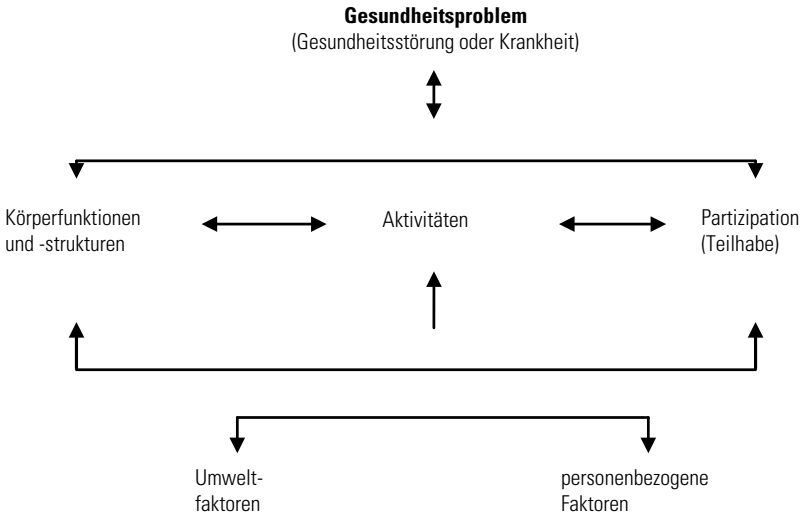 Gesundheitsproblem
(Gesundheitsstörung oder Krankheit)
Körperfunktionen
und -strukturen
Aktivitäten
Partizipation
(Teilhabe)
Umwelt-
faktoren
personenbezogene
Faktoren